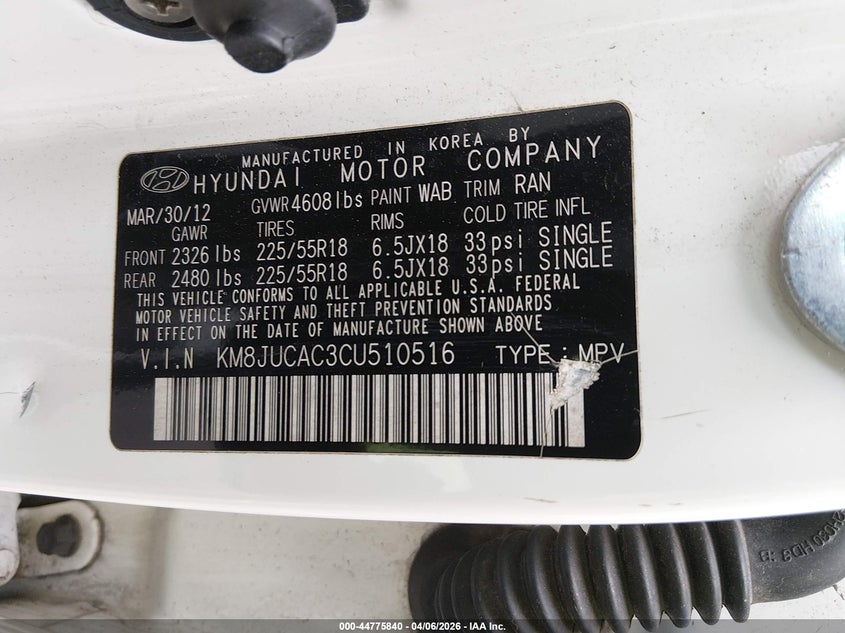 MANUFACTURED IN KOREA BY
HYUNDAI MOTOR COMPANY
MAR/30/12 GVWR 4608 lbs PAINT WAB TRIM RAN
GAWR TIRES RIMS COLD TIRE INFL
FRONT 2326 lbs 225/55R18 6.5JX18 33psi SINGLE
REAR 2480 lbs 225/55R18 6.5JX18 33psi SINGLE
THIS VEHICLE CONFORMS TO ALL APPLICABLE U.S.A. FEDERAL
MOTOR VEHICLE SAFETY AND THEFT PREVENTION STANDARDS
IN EFFECT ON THE DATE OF MANUFACTURE SHOWN ABOVE
V.I.N KM8JUCAC3CU510516 TYPE : MPV
000-44775840 - 04/06/2026 - IAA Inc.